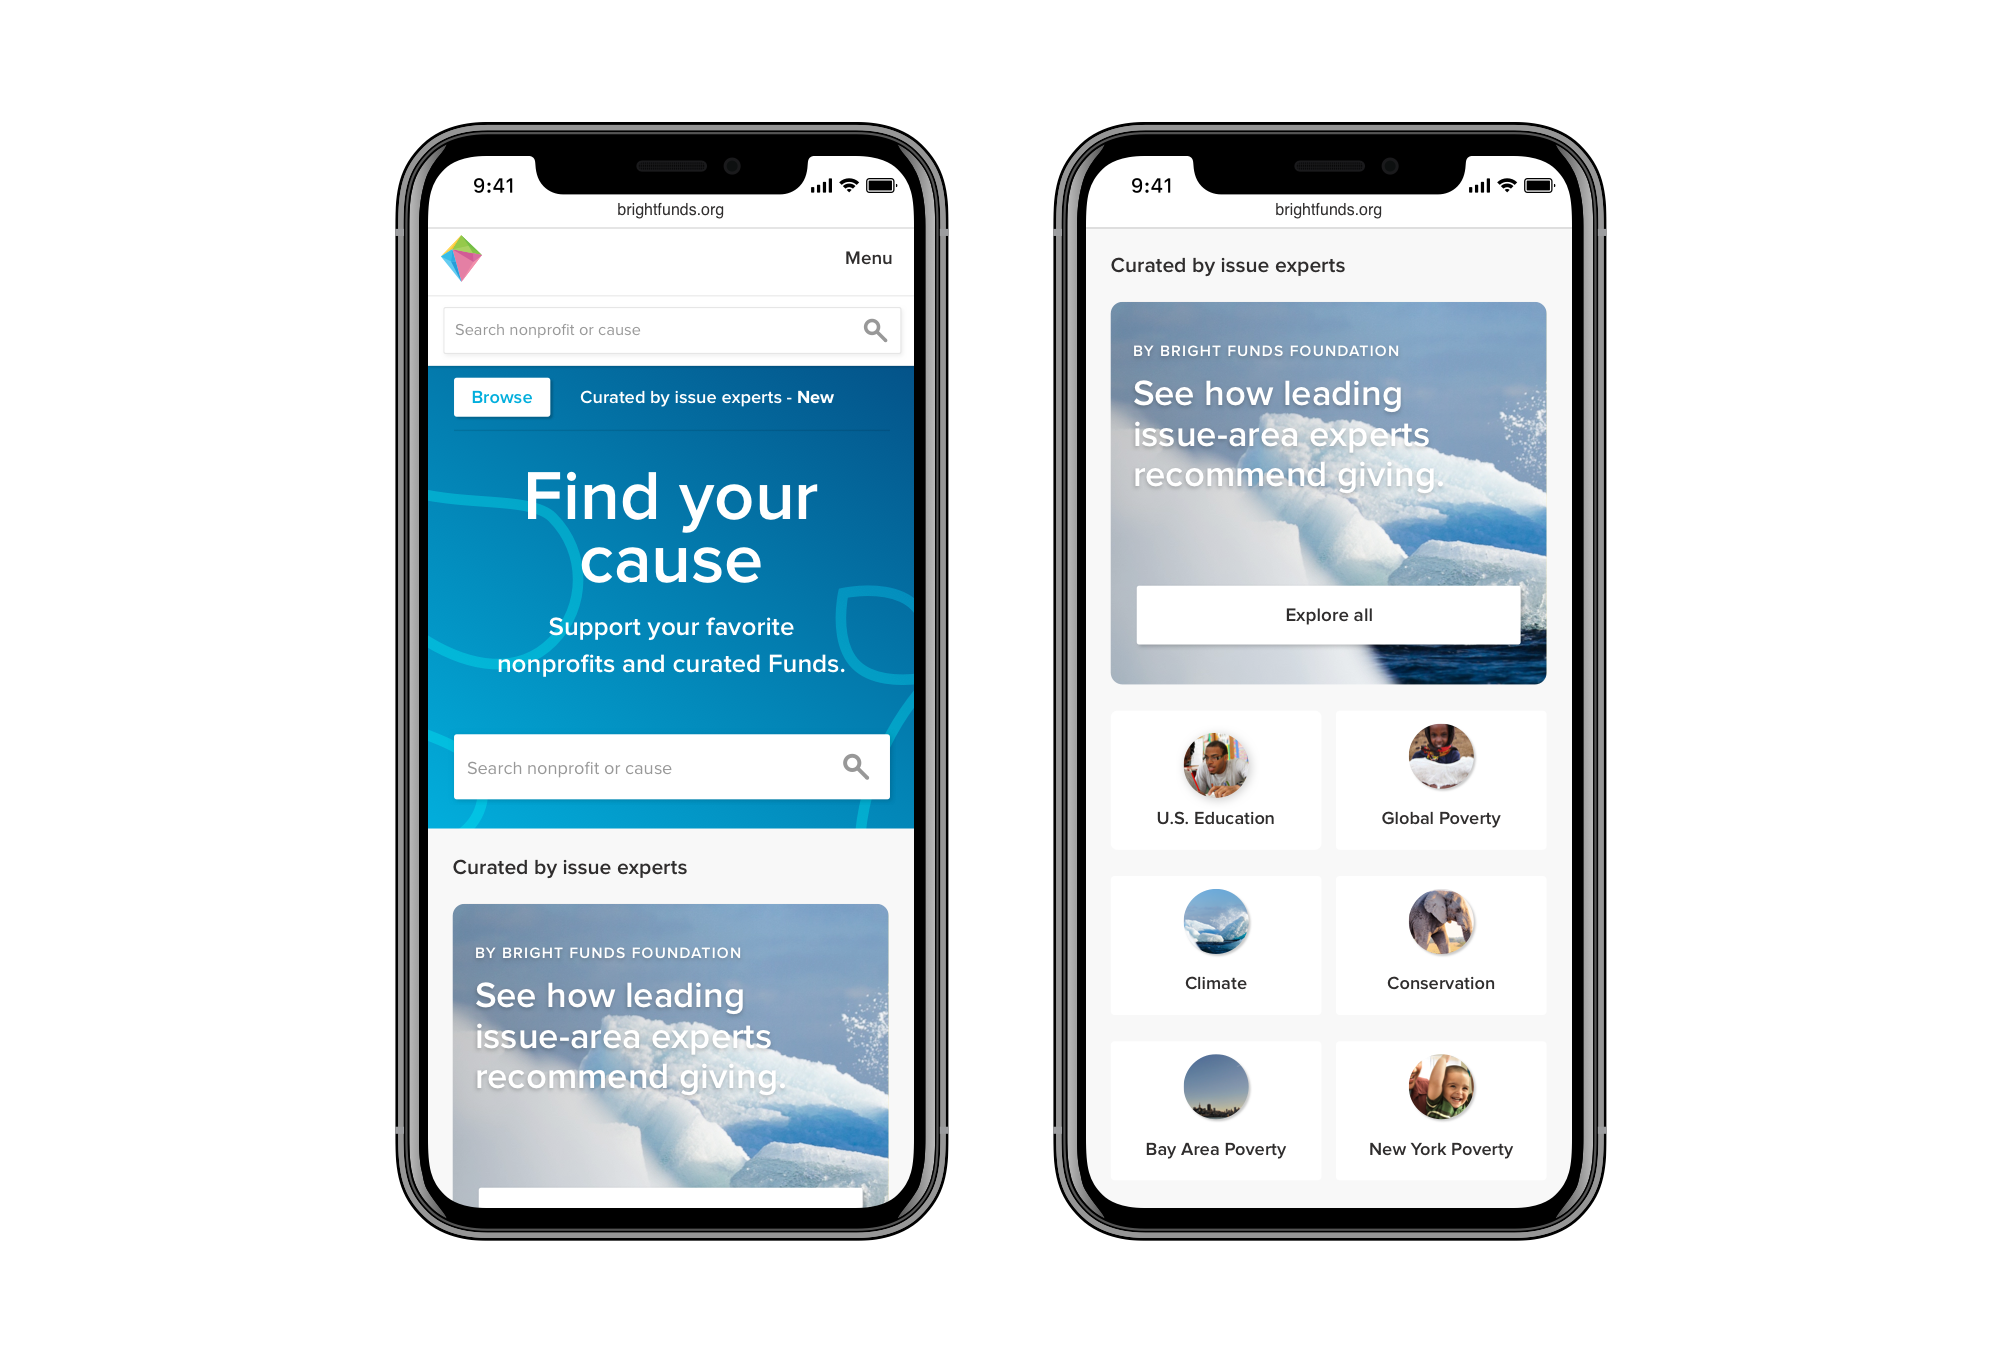 9:41
brightfunds.org
Menu
Search nonprofit or cause
Browse
Curated by issue experts - New
Find your
cause
Support your favorite
nonprofits and curated Funds.
Search nonprofit or cause
Curated by issue experts
BY BRIGHT FUNDS FOUNDATION
See how leading
issue-area experts
recommend giving.
9:41
brightfunds.org
Curated by issue experts
BY BRIGHT FUNDS FOUNDATION
See how leading
issue-area experts
recommend giving.
Explore all
U.S. Education
Global Poverty
Climate
Conservation
Bay Area Poverty
New York Poverty